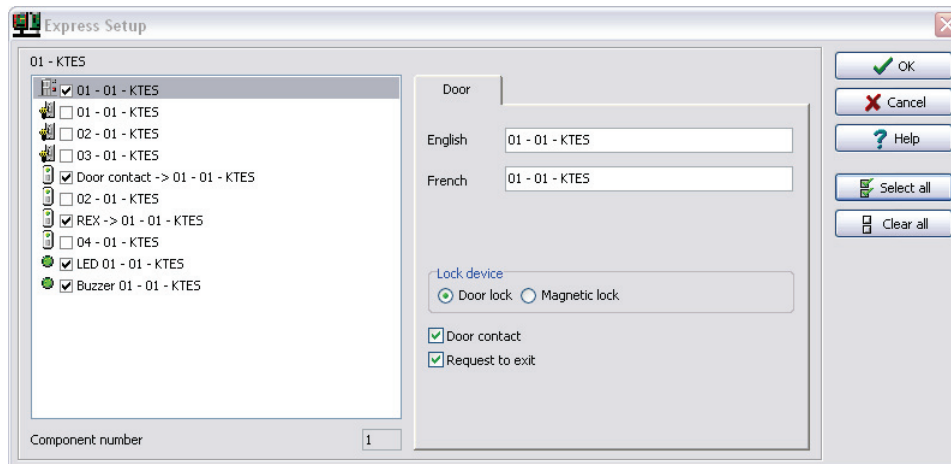 Express Setup
01 - KTES
01 - 01 - KTES
01 - 01 - KTES
02 - 01 - KTES
03 - 01 - KTES
Door contact -> 01 - 01 - KTES
02 - 01 - KTES
REX -> 01 - 01 - KTES
04 - 01 - KTES
LED 01 - 01 - KTES
Buzzer 01 - 01 - KTES
Component number 1
Door
English 01 - 01 - KTES
French 01 - 01 - KTES
Lock device
Door lock Magnetic lock
Door contact
Request to exit
OK
Cancel
Help
Select all
Clear all